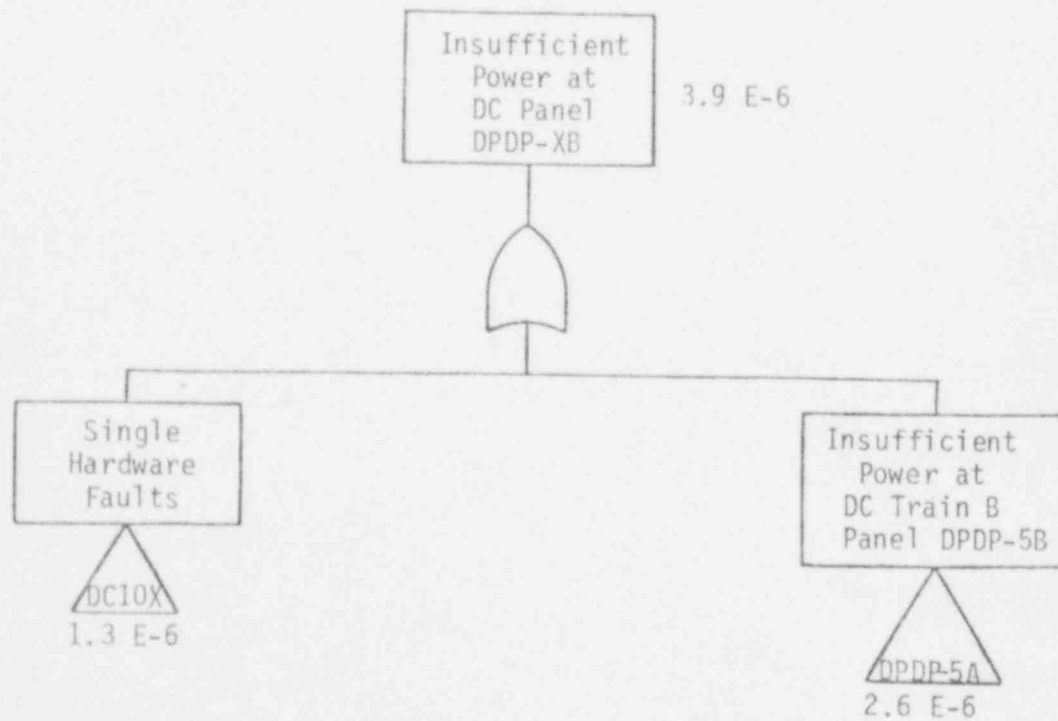 Insufficient
Power at
DC Panel
DPDP-XB
3.9 E-6
Single
Hardware
Faults
DCIOX
1.3 E-6
Insufficient
Power at
DC Train B
Panel DPDP-5B
DPDP-5A
2.6 E-6